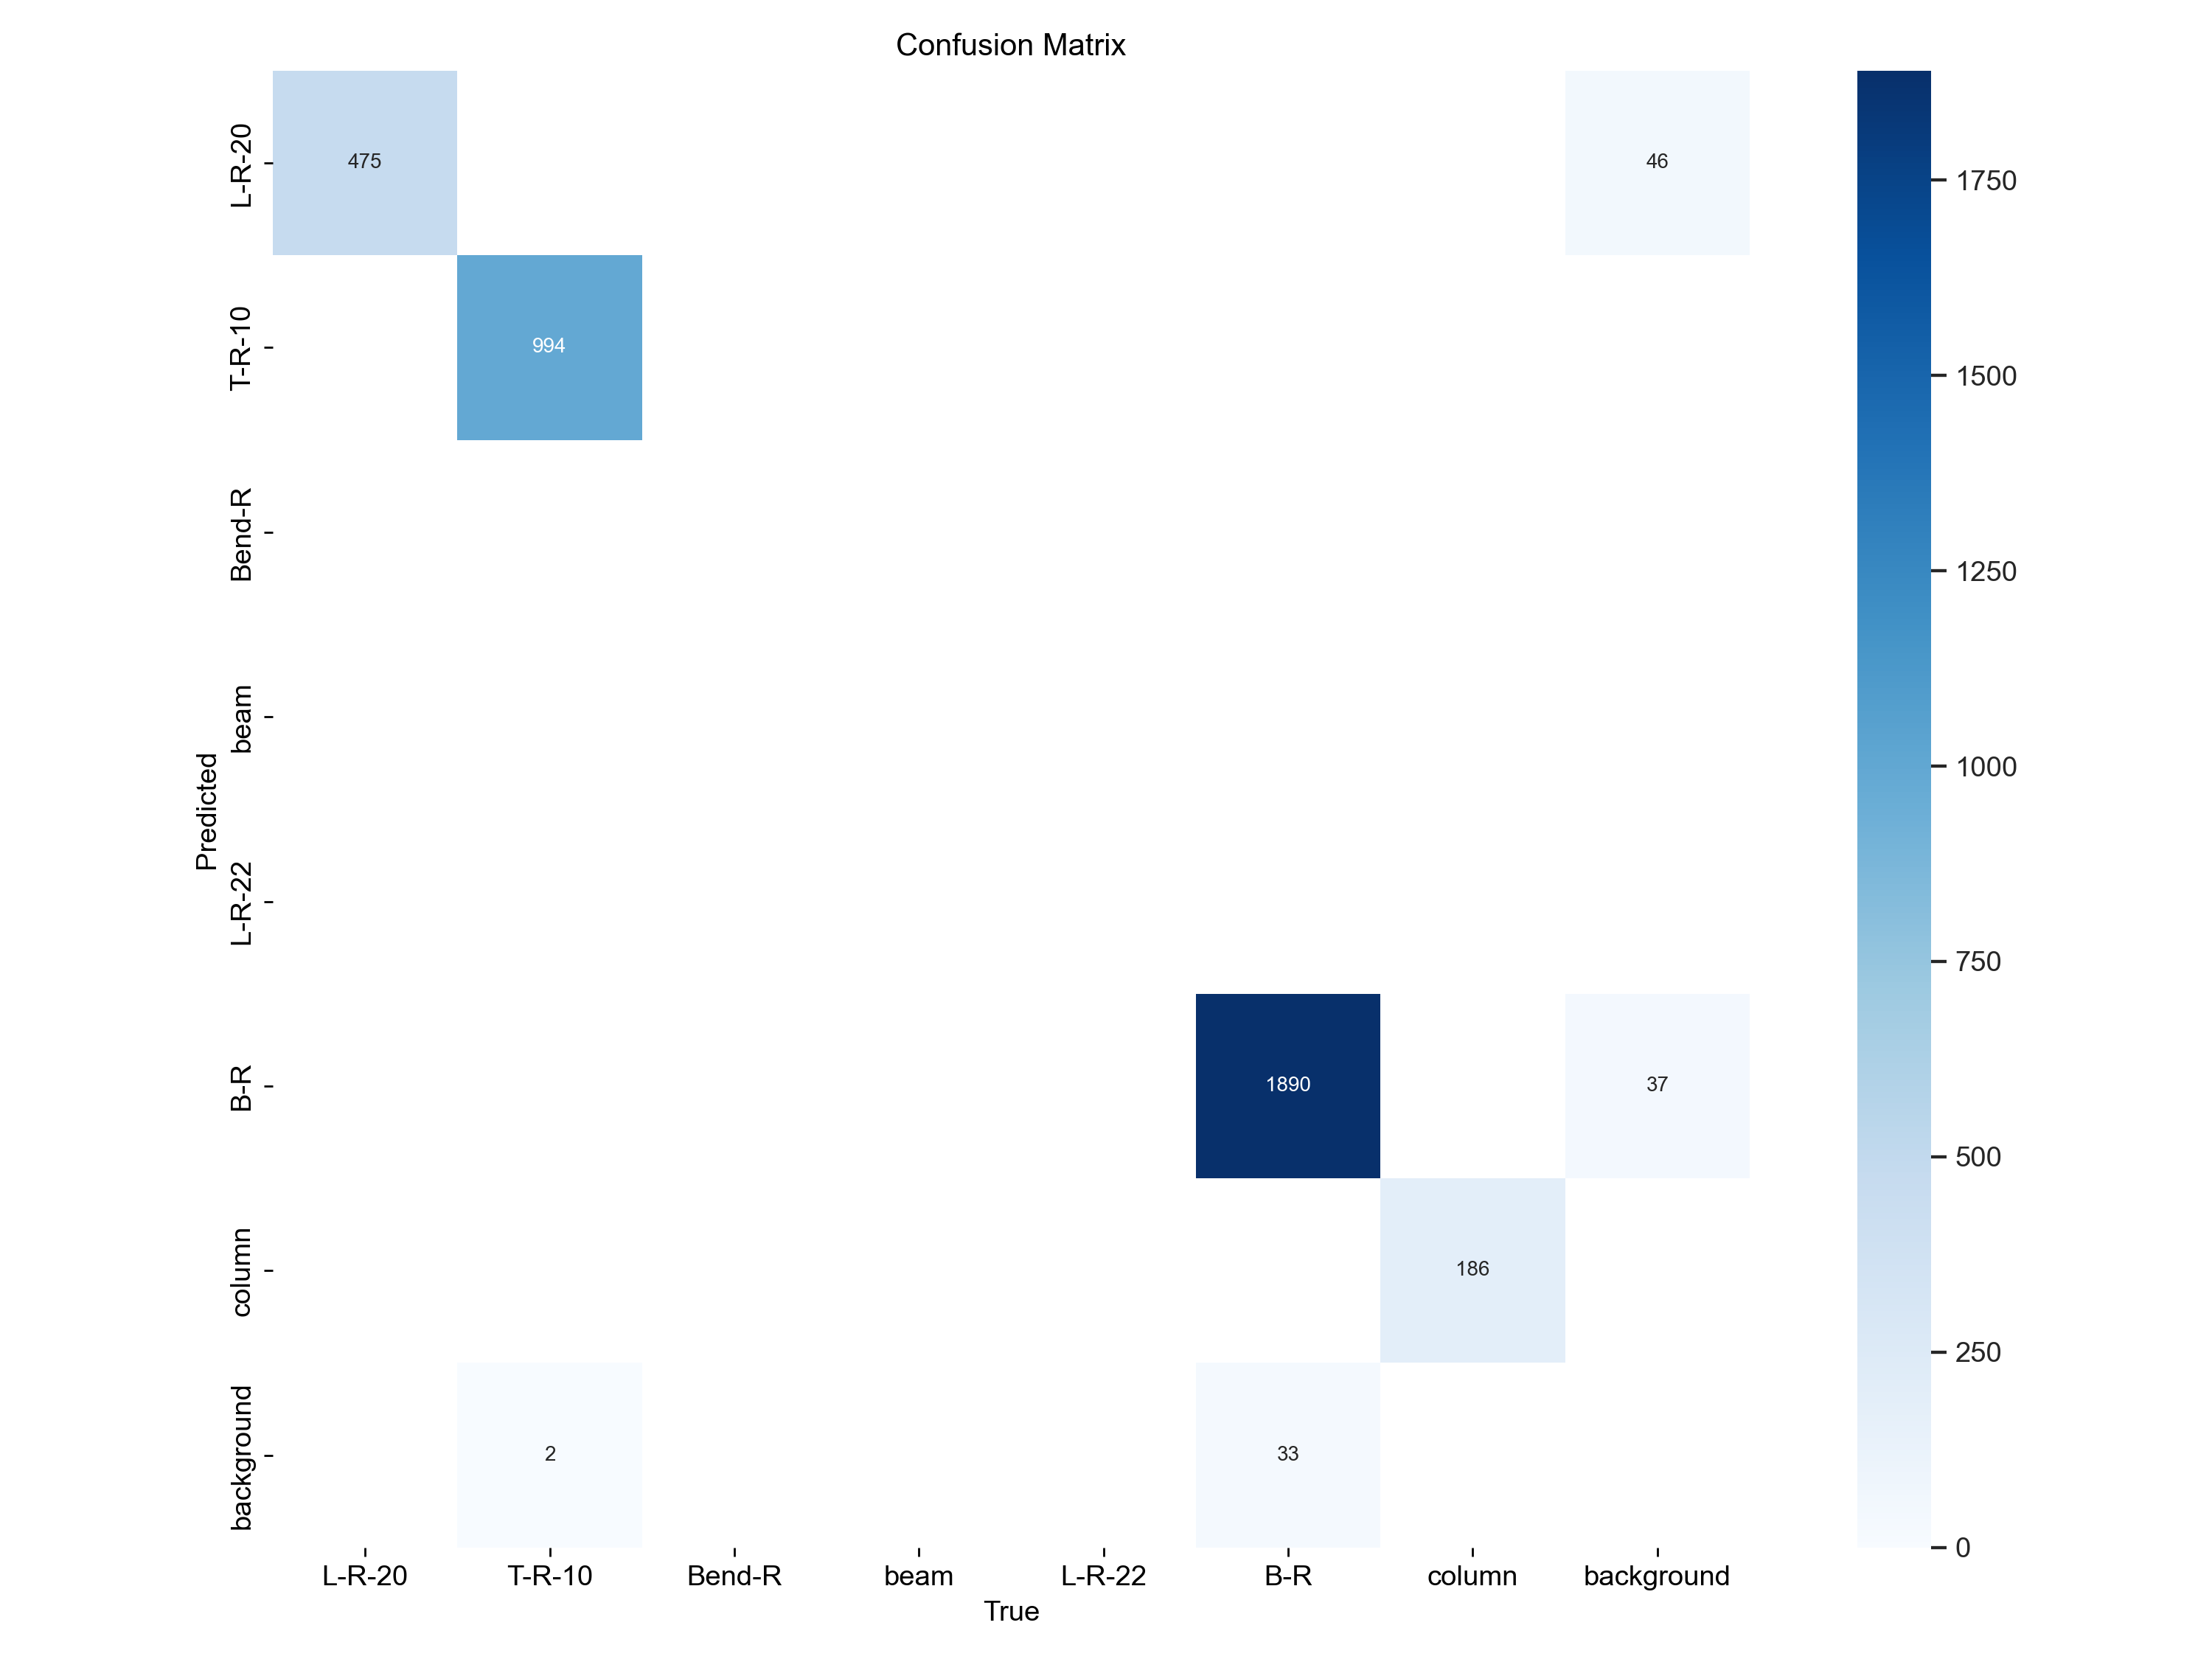 Confusion Matrix
L-R-20
475
46
1750
T-R-10
994
1500
Bend-R
1250
beam
1000
Predicted
L-R-22
750
B-R
1890
37
500
column
186
250
background
2
33
0
L-R-20 T-R-10 Bend-R beam L-R-22 B-R column background
True